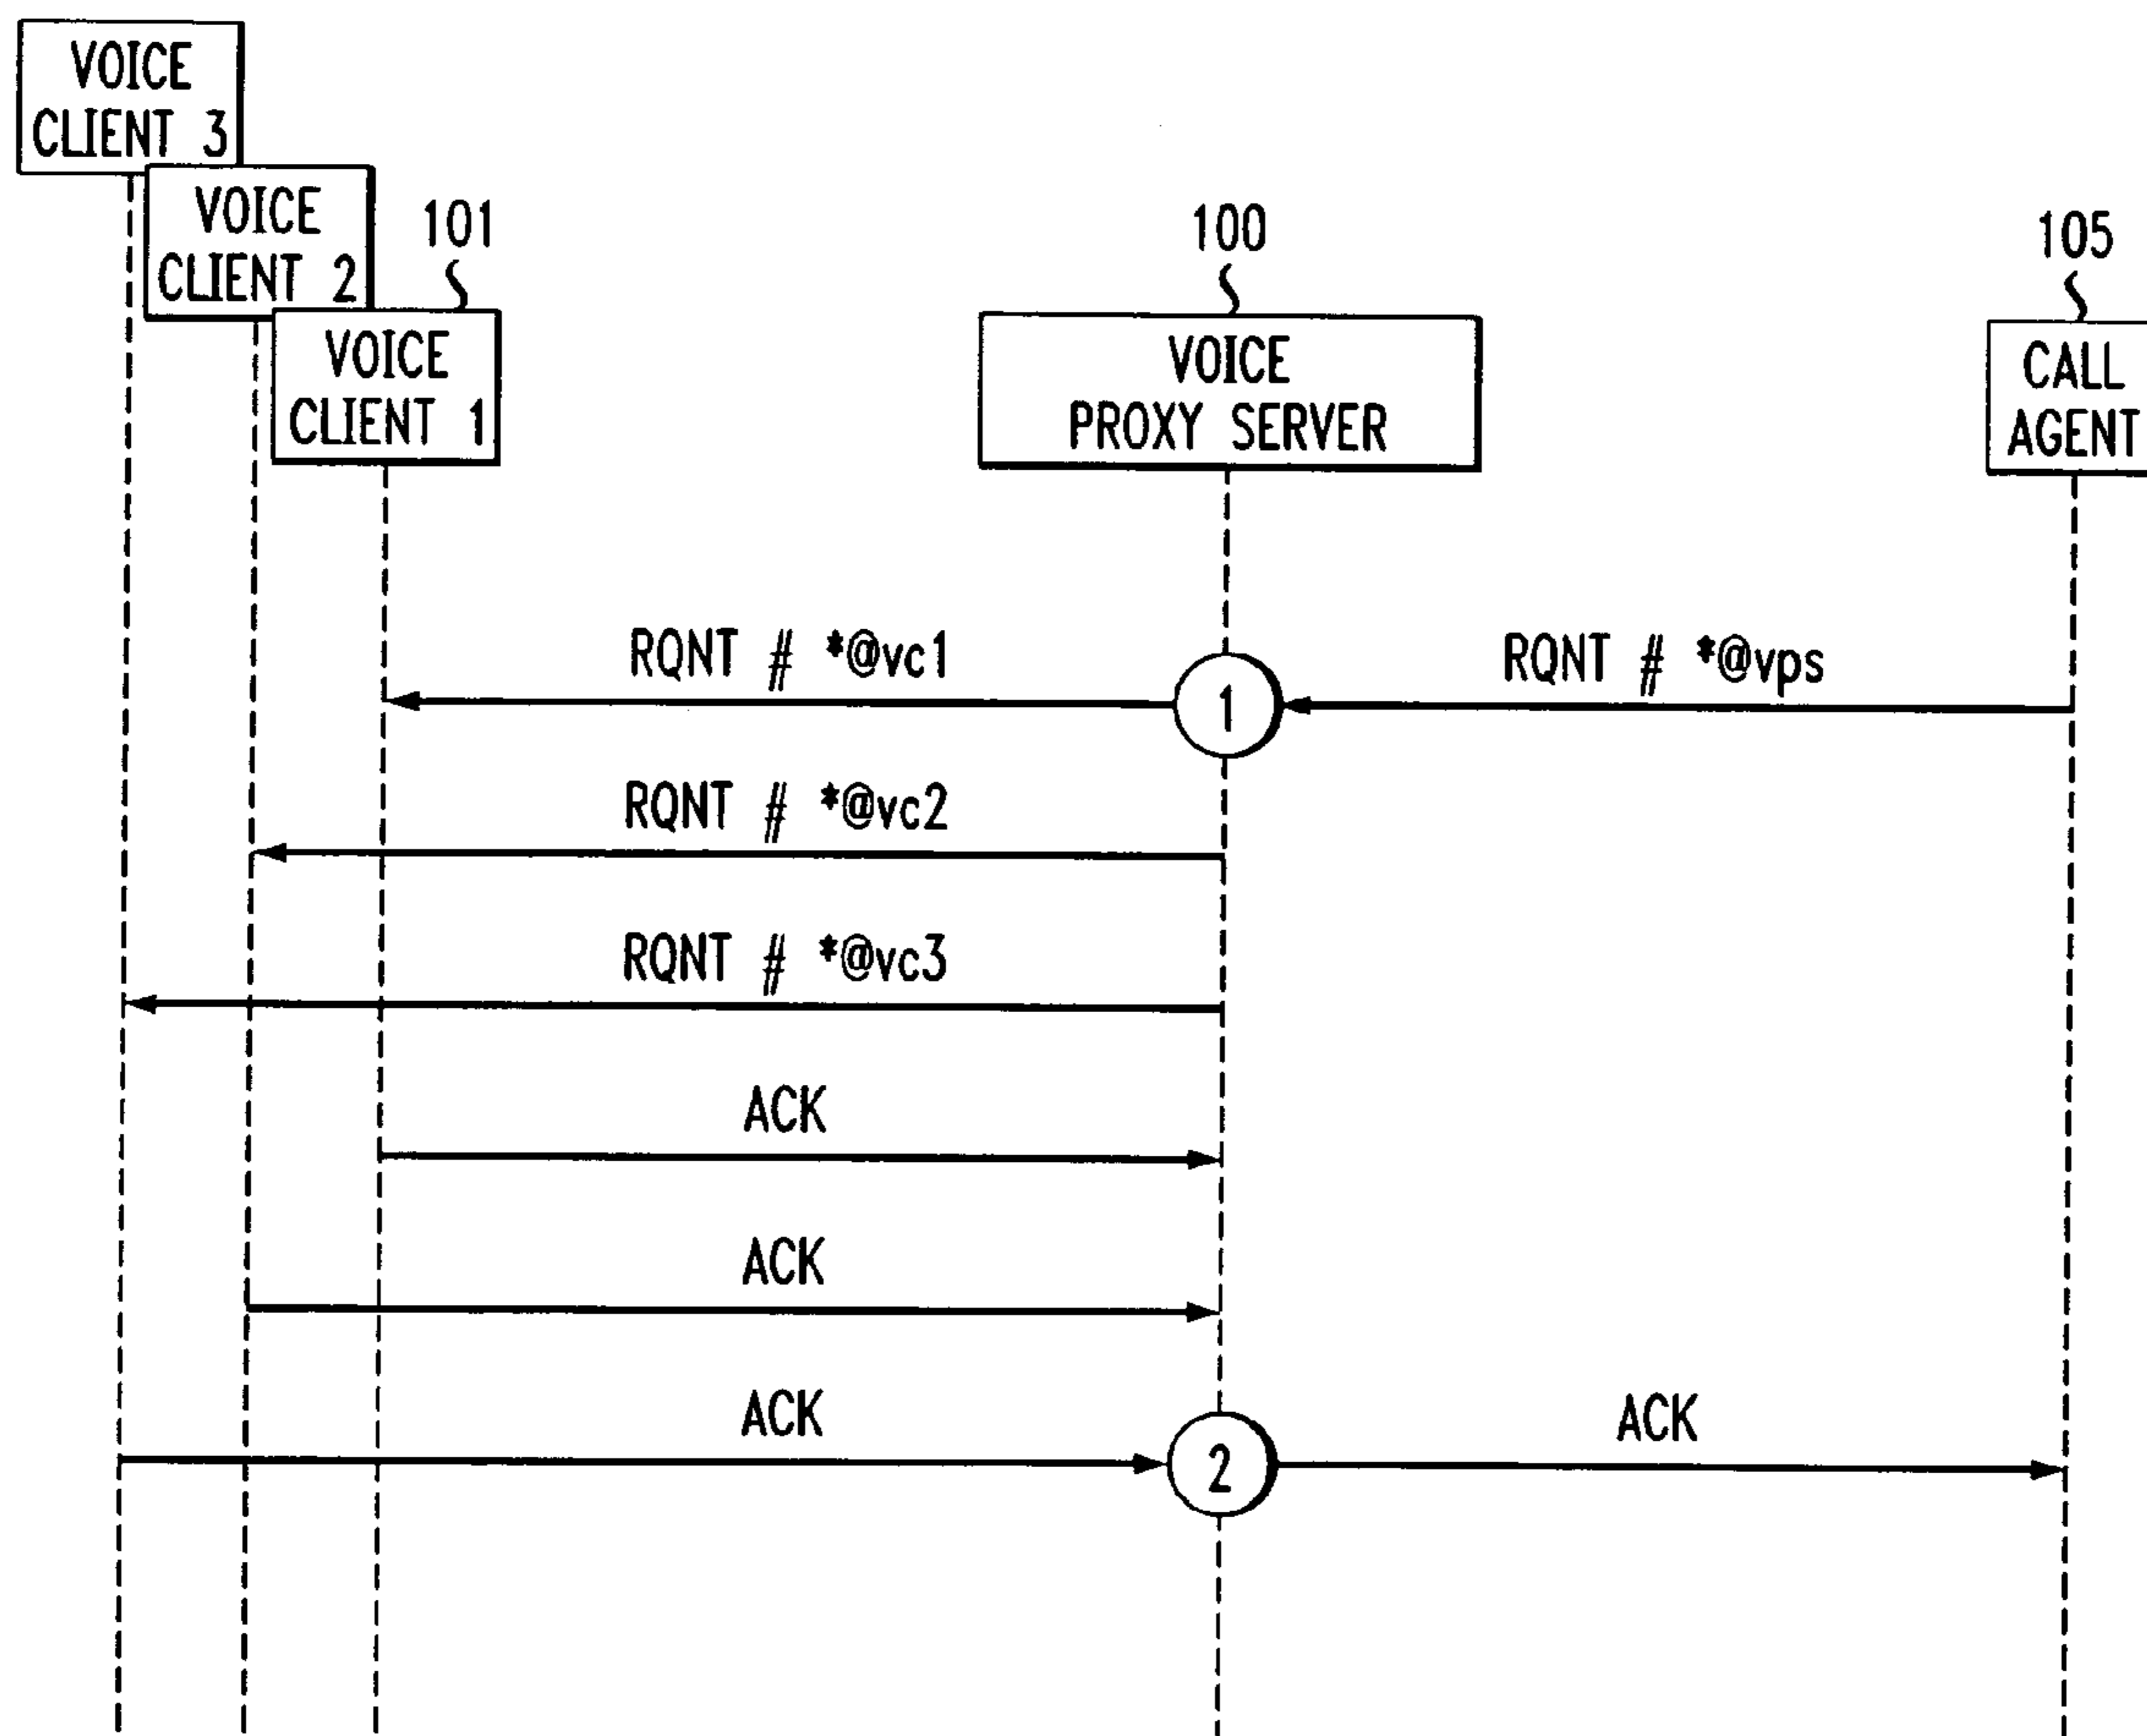 VOICE
CLIENT 3
VOICE
CLIENT 2
101
VOICE
CLIENT 1
100
VOICE
PROXY SERVER
105
CALL
AGENT
RQNT # *@vc1
1
RQNT # *@vps
RQNT # *@vc2
RQNT # *@vc3
ACK
ACK
ACK
2
ACK